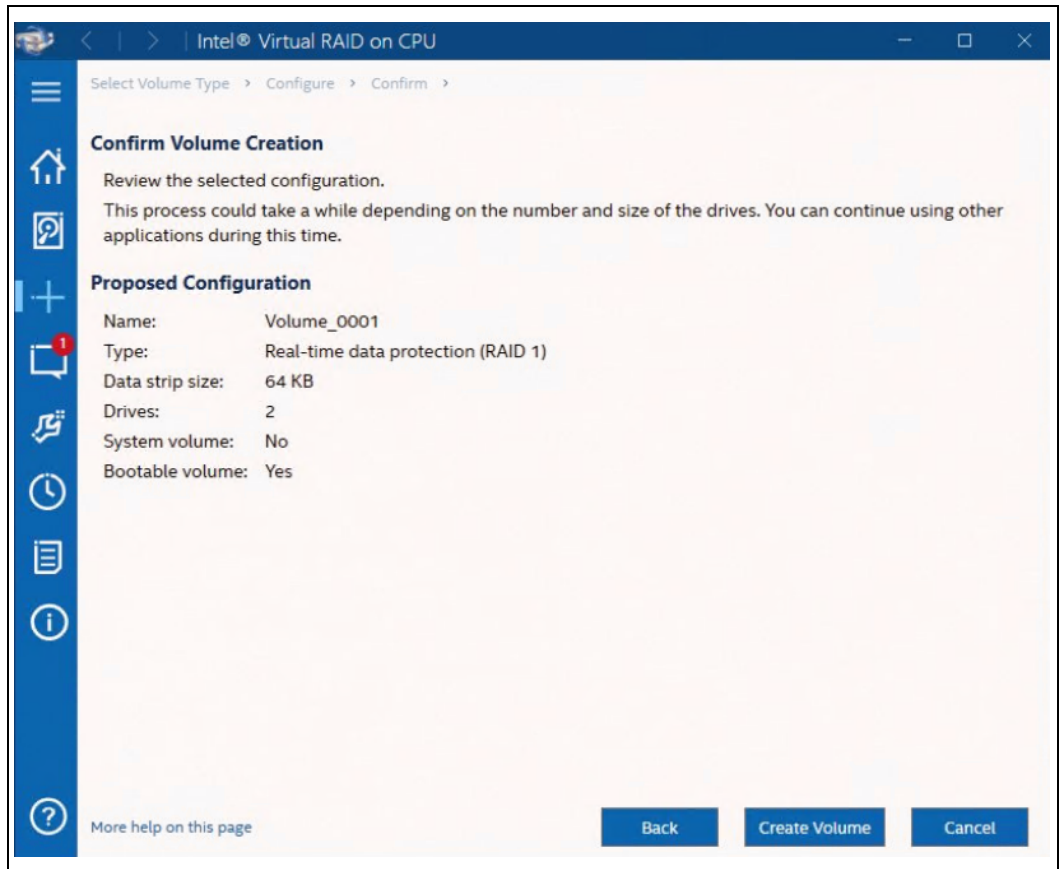 Intel® Virtual RAID on CPU
Select Volume Type > Configure > Confirm >
Confirm Volume Creation
Review the selected configuration.
This process could take a while depending on the number and size of the drives. You can continue using other
applications during this time.
Proposed Configuration
Name: Volume_0001
1
Type: Real-time data protection (RAID 1)
Data strip size: 64 KB
Drives: 2
System volume: No
Bootable volume: Yes
More help on this page
Back
Create Volume
Cancel